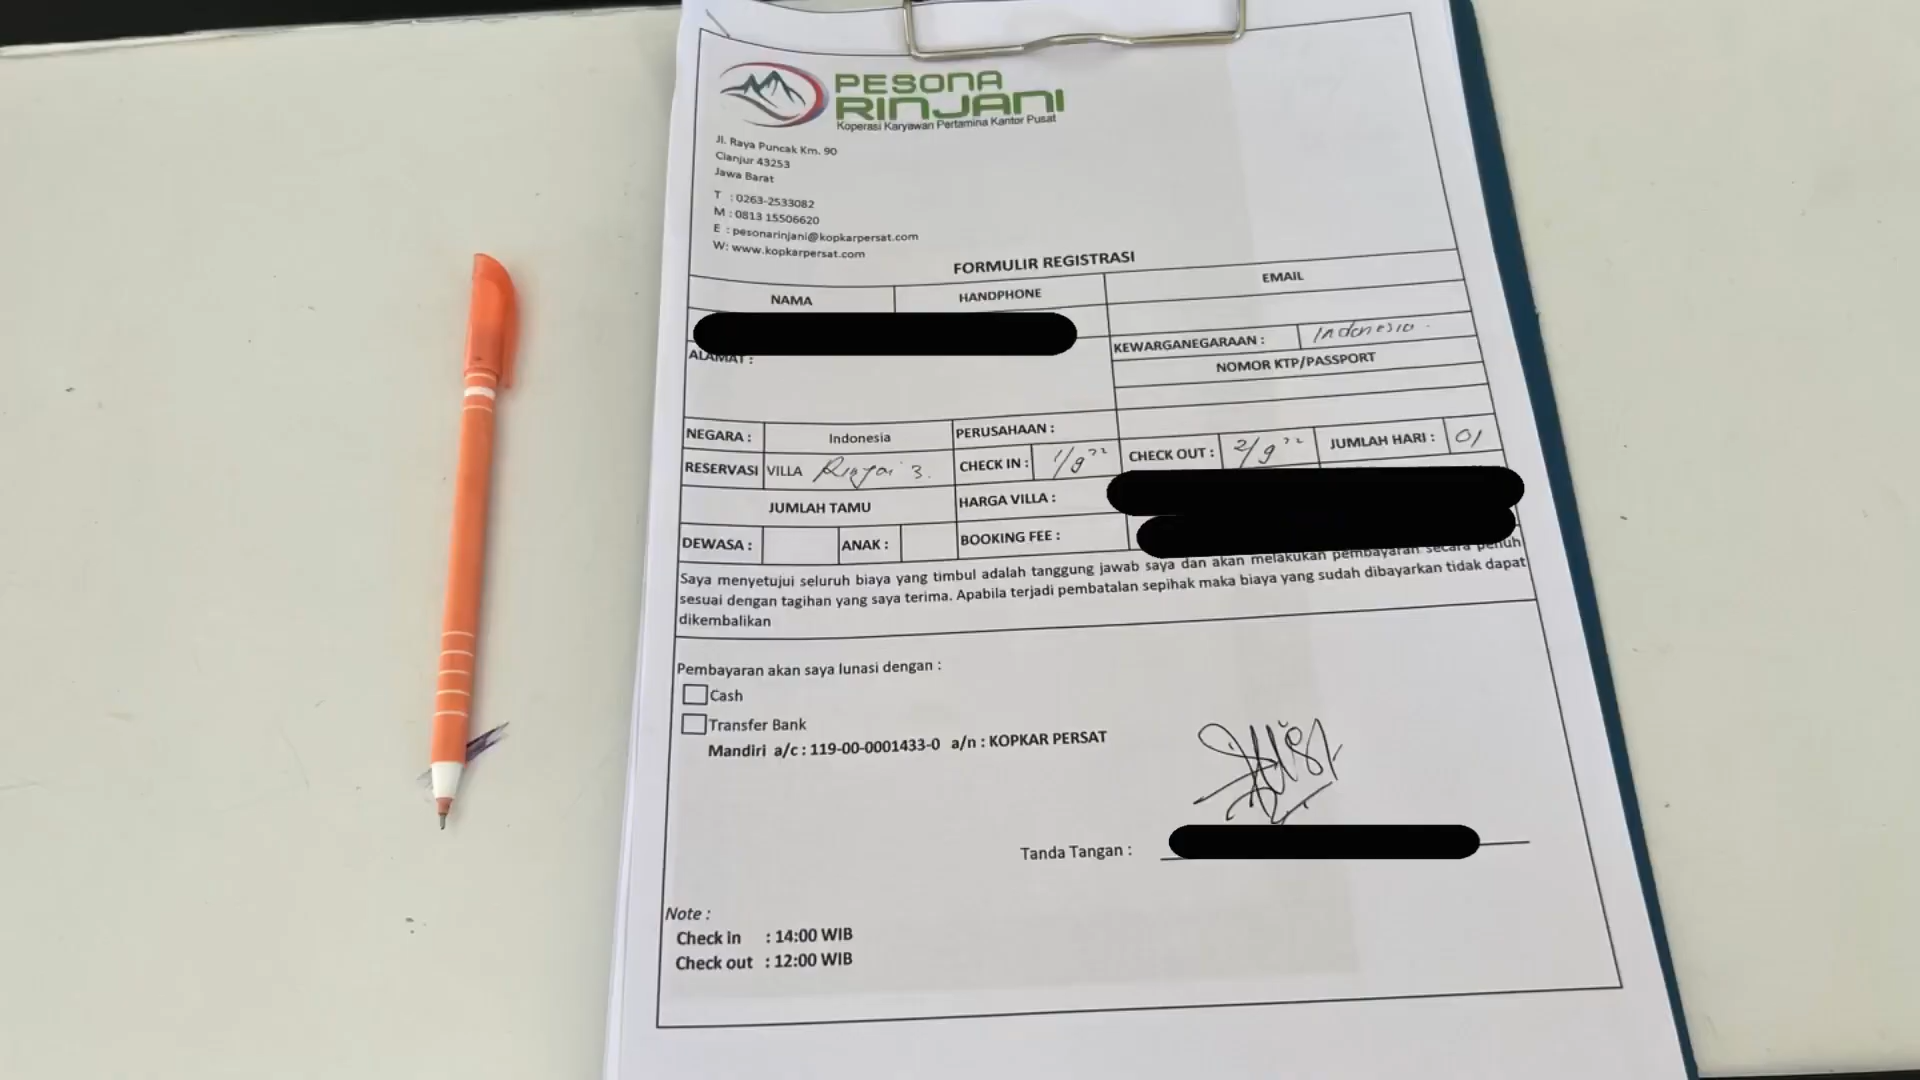 PESONA
RINJANI
Koperasi Karyawan Pertamina Kantor Pusat
Jl. Raya Puncak Km. 90
Cianjur 43253
Jawa Barat
T : 0263-2533082
M : 0813 15506620
E : pesonarinjani@kopkarpersat.com
W: www.kopkarpersat.com
FORMULIR REGISTRASI
NAMA HANDPHONE EMAIL
ALAMAT :
KEWARGANEGARAAN : Indonesia
NOMOR KTP/PASSPORT
NEGARA : Indonesia PERUSAHAAN :
RESERVASI VILLA 3. CHECK IN : 1/9 22 CHECK OUT : 2/9 22 JUMLAH HARI : 01
JUMLAH TAMU HARGA VILLA :
DEWASA : ANAK : BOOKING FEE :
Saya menyetujui seluruh biaya yang timbul adalah tanggung jawab saya dan akan melakukan pembayaran secara penuh
sesuai dengan tagihan yang saya terima. Apabila terjadi pembatalan sepihak maka biaya yang sudah dibayarkan tidak dapat
dikembalikan
Pembayaran akan saya lunasi dengan :
Cash
Transfer Bank
Mandiri a/c : 119-00-0001433-0 a/n : KOPKAR PERSAT
Tanda Tangan :
Note :
Check in : 14:00 WIB
Check out : 12:00 WIB